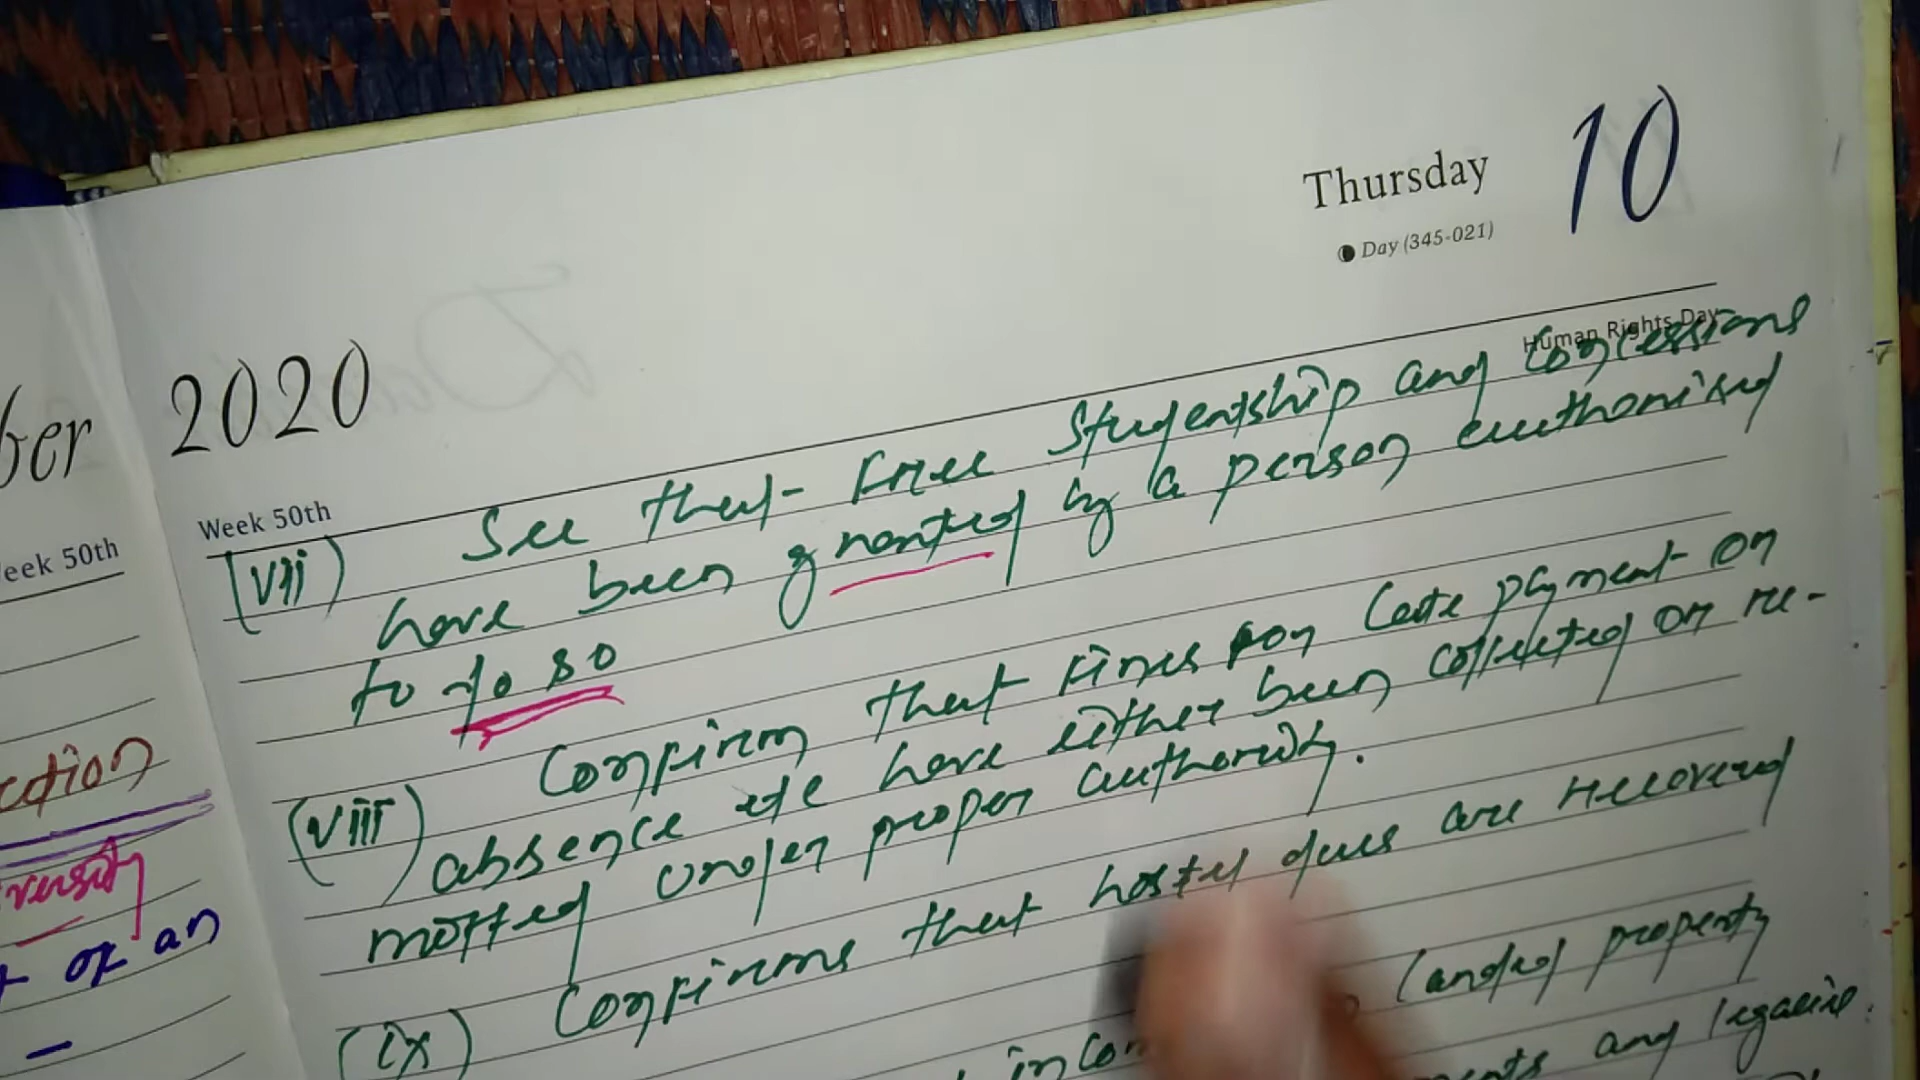 Thursday 10
Day (345-021)
Human Rights Day
ber 2020
Week 50th
eek 50th
(vii) See that Free Studentship and Concessions
have been granted by a person authorised
to do so
(viii) Confirm that Fines for Late payment or
absence etc have either been collected or re-
mitted under proper authority.
(ix) Confirms that hostel dues are recovered
landed property
and legacies.
ction
versity
of an